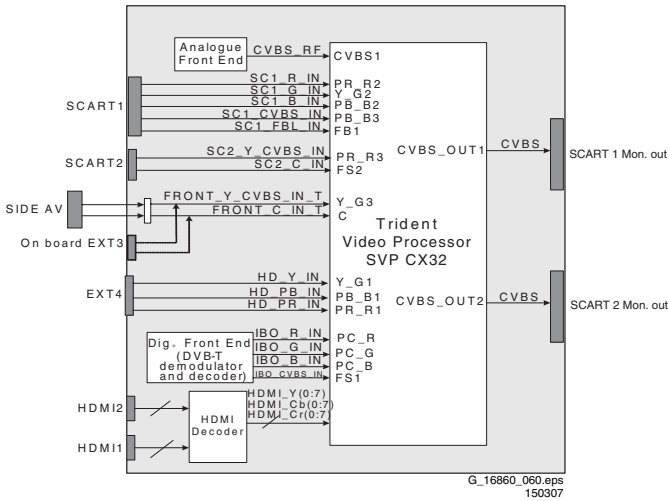 Analogue
Front End
CVBS_RF
CVBS1
SCART1
SC1_R_IN
PR_R2
SC1_G_IN
Y_G2
SC1_B_IN
PB_B2
SC1_CVBS_IN
PB_B3
SC1_FBL_IN
FB1
SCART2
SC2_Y_CVBS_IN
PR_R3
SC2_C_IN
FS2
CVBS_OUT1
CVBS
SCART 1 Mon. out
SIDE AV
FRONT_Y_CVBS_IN_T
Y_G3
FRONT_C_IN_T
C
On board EXT3
Trident
Video Processor
SVP CX32
EXT4
HD_Y_IN
Y_G1
HD_PB_IN
PB_B1
HD_PR_IN
PR_R1
CVBS_OUT2
CVBS
SCART 2 Mon. out
Dig. Front End
(DVB-T
demodulator
and decoder)
IBO_R_IN
PC_R
IBO_G_IN
PC_G
IBO_B_IN
PC_B
IBO_CVBS_IN
FS1
HDMI2
HDMI1
HDMI
Decoder
HDMI_Y(0:7)
HDMI_Cb(0:7)
HDMI_Cr(0:7)
G_16860_060.eps
150307